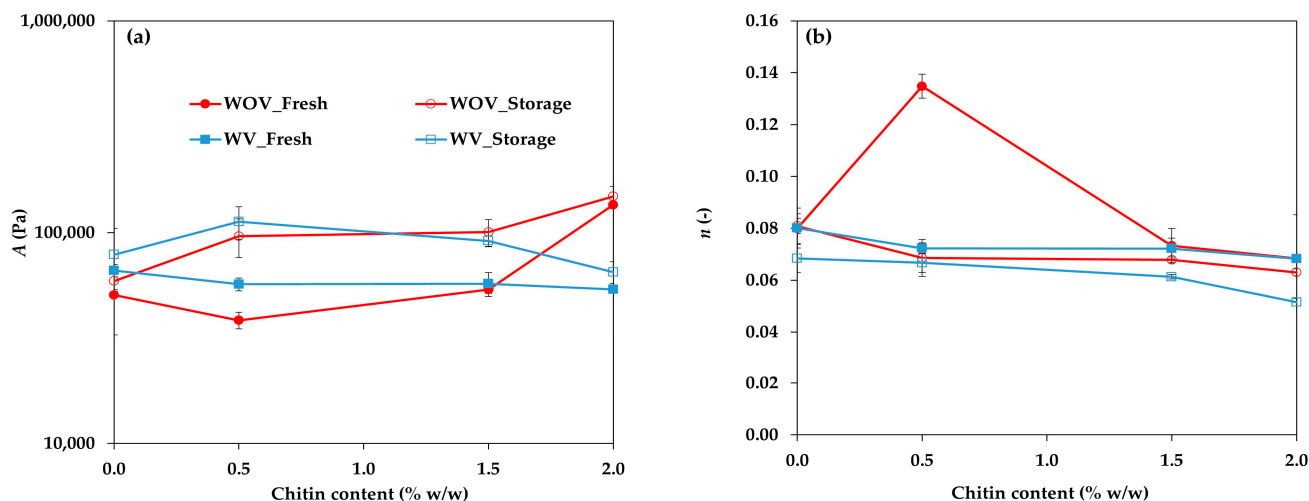 1,000,000
(a)
WOV_Fresh
WOV_Storage
WV_Fresh
WV_Storage
A (Pa)
100,000
10,000
0.0 0.5 1.0 1.5 2.0
Chitin content (% w/w)
0.16
(b)
0.14
0.12
0.10
n (-)
0.08
0.06
0.04
0.02
0.00
0.0 0.5 1.0 1.5 2.0
Chitin content (% w/w)